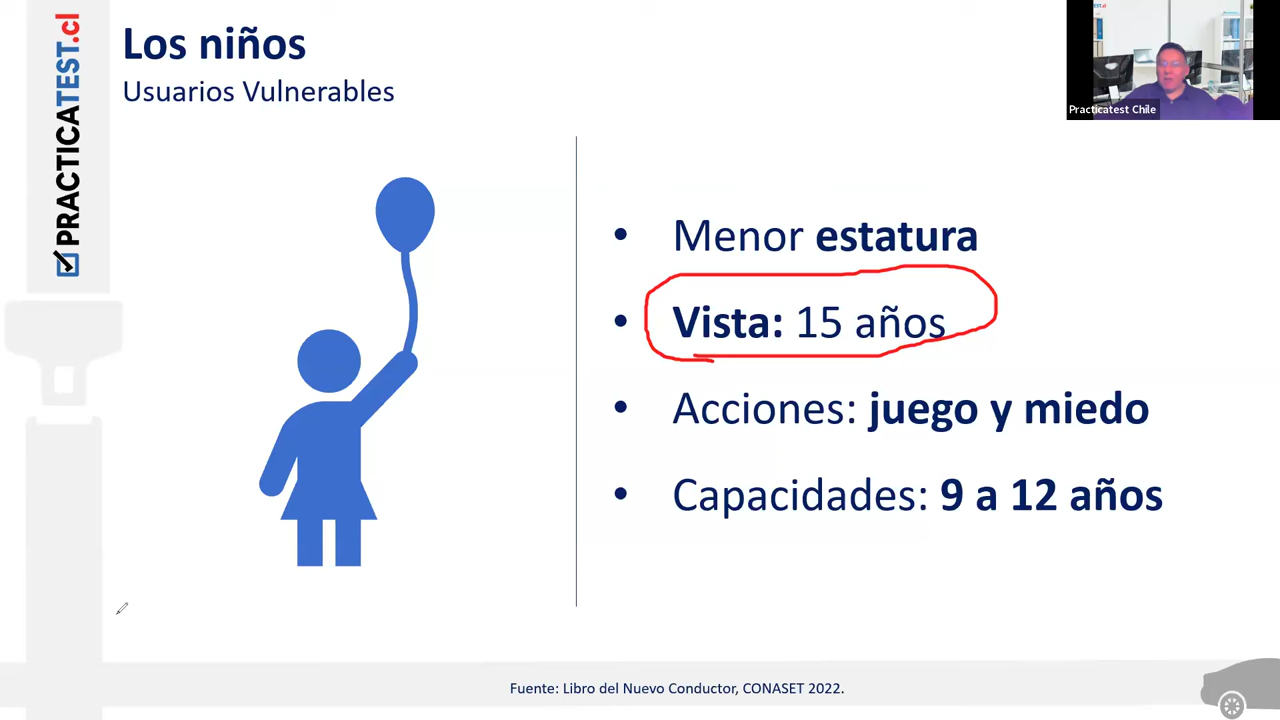 PRACTICATEST.cl
Los niños
Usuarios Vulnerables
Practicatest Chile
• Menor estatura
• Vista: 15 años
• Acciones: juego y miedo
• Capacidades: 9 a 12 años
Fuente: Libro del Nuevo Conductor, CONASET 2022.